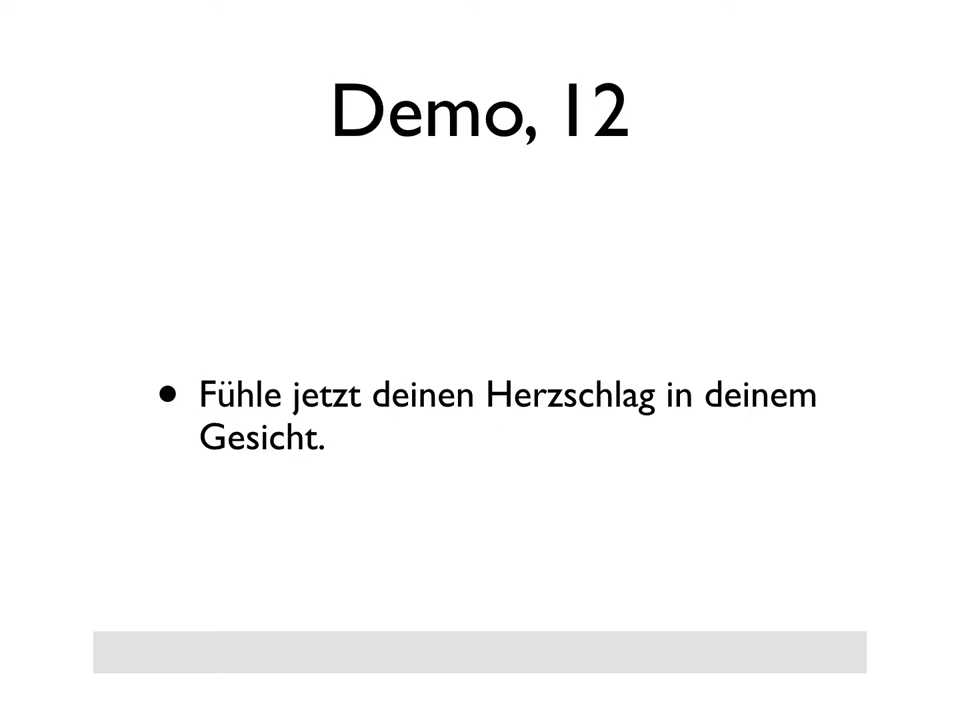 Demo, 12
• Fühle jetzt deinen Herzschlag in deinem
Gesicht.